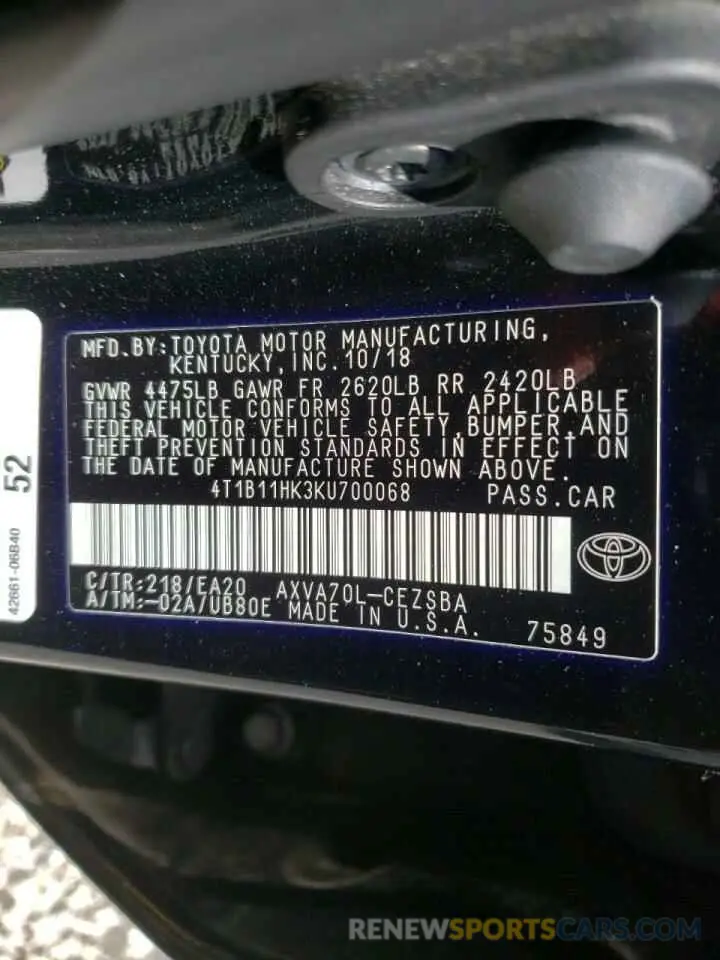 MFD.BY:TOYOTA MOTOR MANUFACTURING,
KENTUCKY,INC.10/18
GVWR 4475LB GAWR FR 2620LB RR 2420LB
THIS VEHICLE CONFORMS TO ALL APPLICABLE
FEDERAL MOTOR VEHICLE SAFETY,BUMPER,AND
THEFT PREVENTION STANDARDS IN EFFECT ON
THE DATE OF MANUFACTURE SHOWN ABOVE.
4T1B11HK3KU700068 PASS.CAR
C/TR:218/EA20 AXVA70L-CEZSBA
A/TM:-02A/UB80E MADE IN U.S.A. 75849
52
42661-06B40
RENEWSPORTSCARS.COM